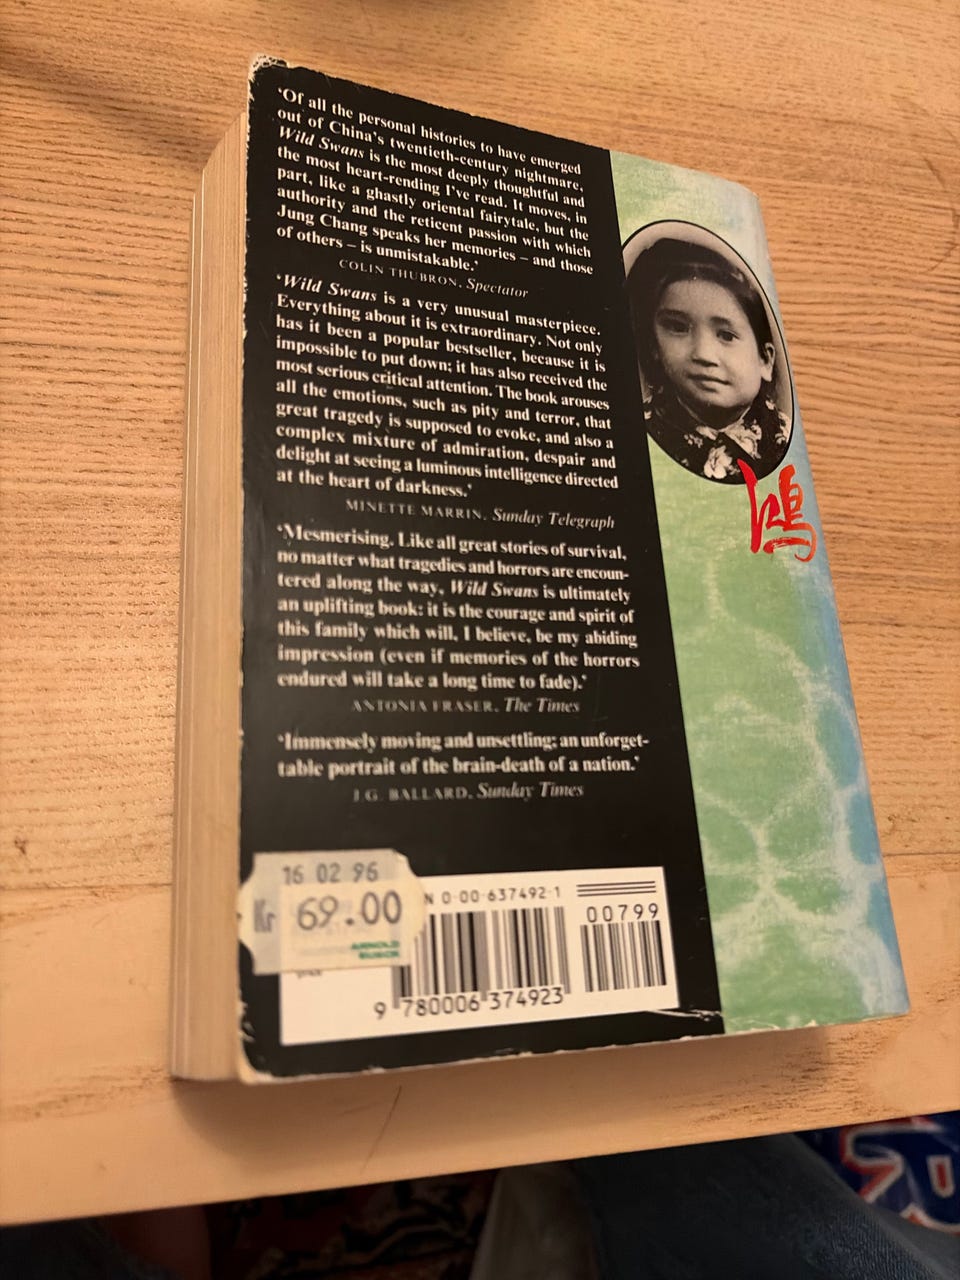 ‘Of all the personal histories to have emerged
out of China’s twentieth-century nightmare,
Wild Swans is the most deeply thoughtful and
the most heart-rending I’ve read. It moves, in
part, like a ghastly oriental fairytale, but the
authority and the reticent passion with which
Jung Chang speaks her memories – and those
of others – is unmistakable.’
COLIN THUBRON, Spectator
‘Wild Swans is a very unusual masterpiece.
Everything about it is extraordinary. Not only
has it been a popular bestseller, because it is
impossible to put down; it has also received the
most serious critical attention. The book arouses
all the emotions, such as pity and terror, that
great tragedy is supposed to evoke, and also a
complex mixture of admiration, despair and
delight at seeing a luminous intelligence directed
at the heart of darkness.’
MINETTE MARRIN, Sunday Telegraph
‘Mesmerising. Like all great stories of survival,
no matter what tragedies and horrors are encoun-
tered along the way, Wild Swans is ultimately
an uplifting book: it is the courage and spirit of
this family which will, I believe, be my abiding
impression (even if memories of the horrors
endured will take a long time to fade).’
ANTONIA FRASER, The Times
‘Immensely moving and unsettling; an unforget-
table portrait of the brain-death of a nation.’
J.G. BALLARD, Sunday Times
鴻
16 02 96
Kr 69.00
ARNOLD
BUSCK
N 0-00-637492-1
00799
9 780006 374923
R